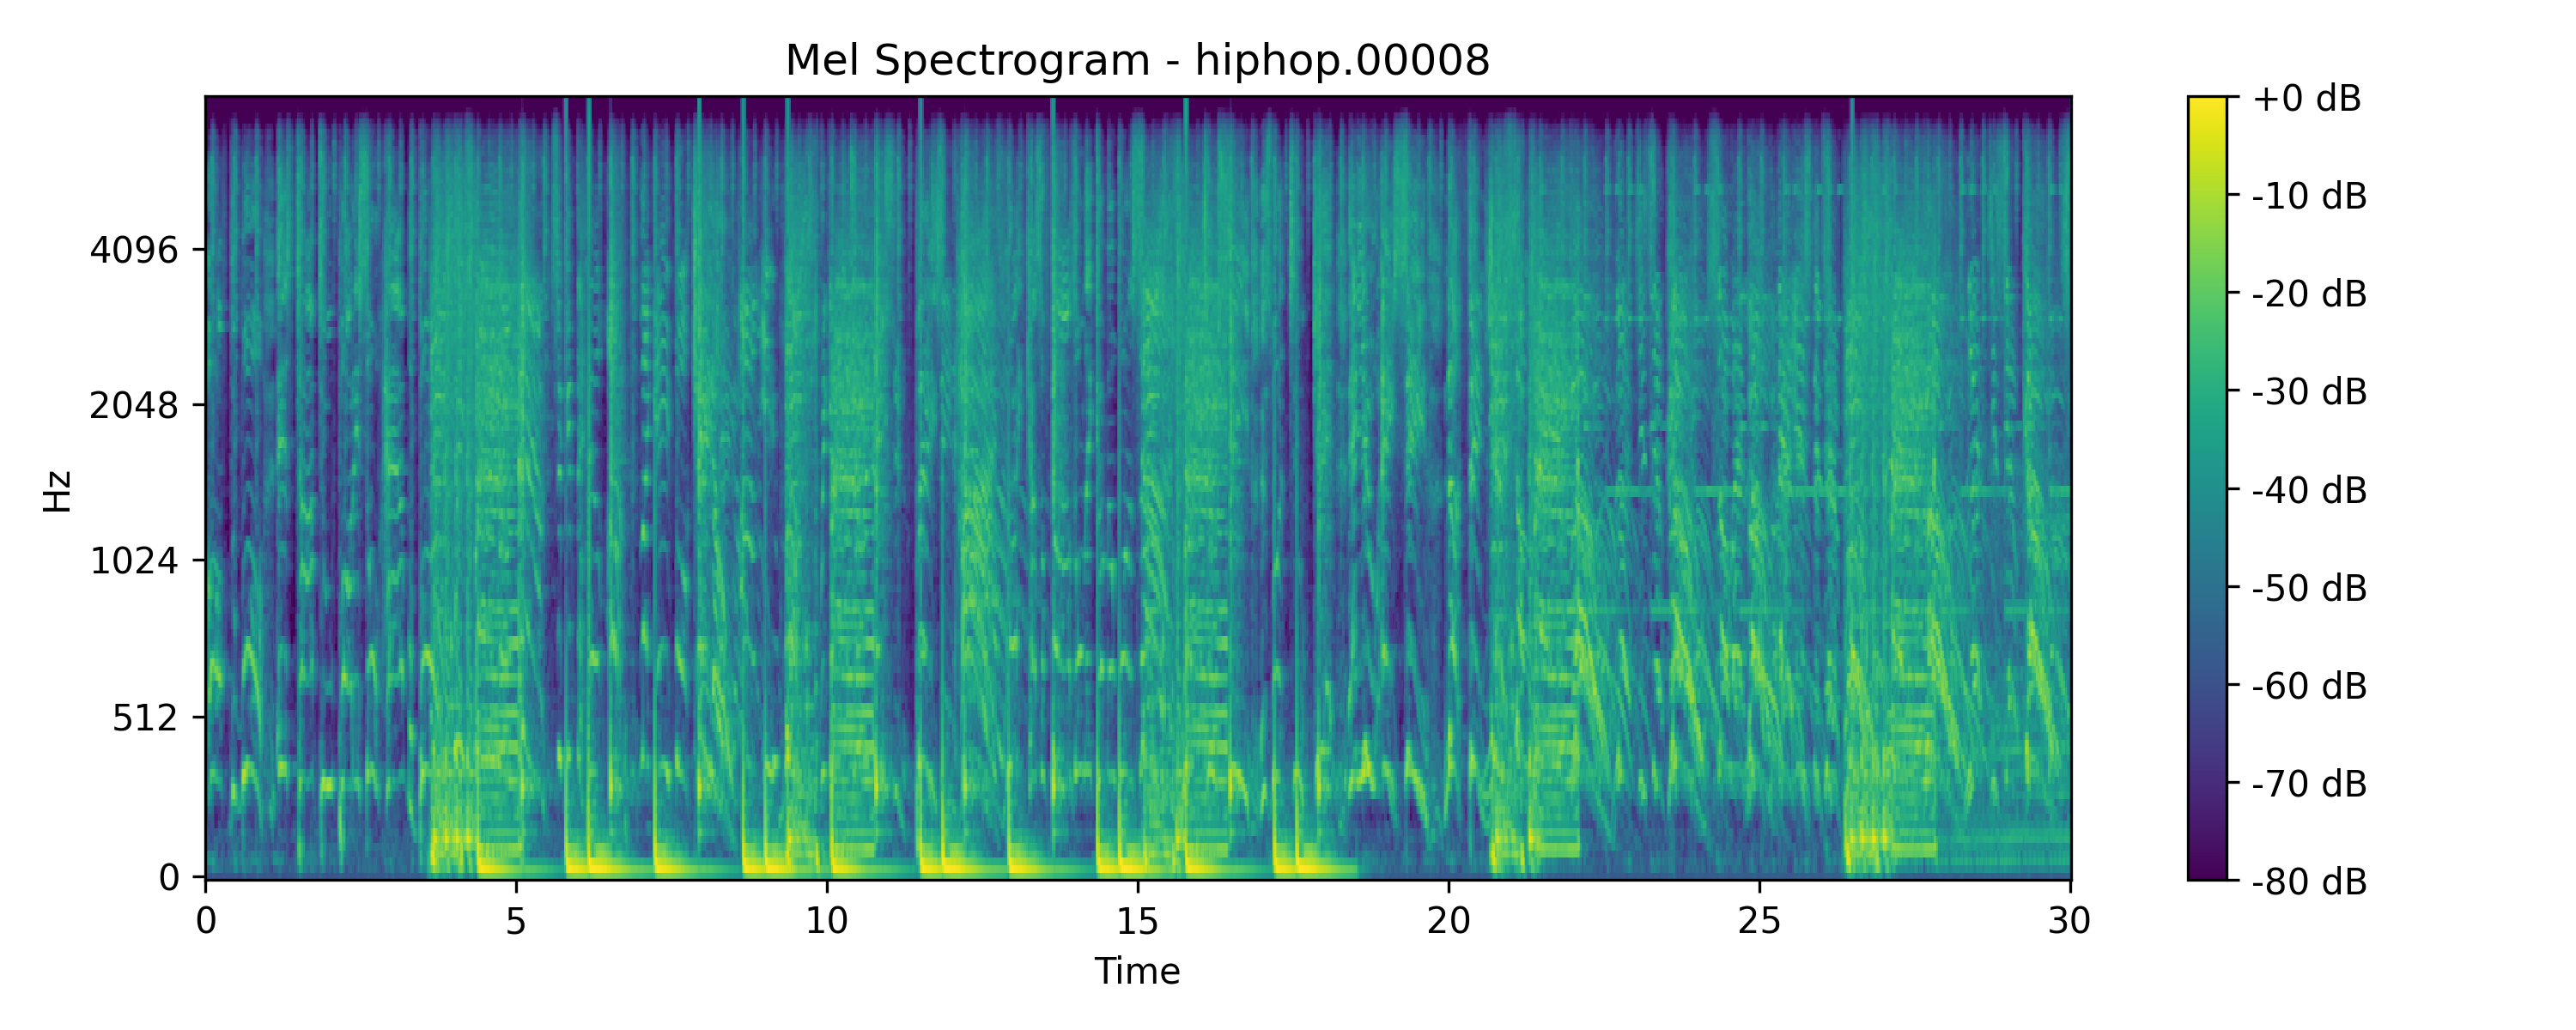 Mel Spectrogram - hiphop.00008
+0 dB
-10 dB
-20 dB
-30 dB
-40 dB
-50 dB
-60 dB
-70 dB
-80 dB
Hz
4096
2048
1024
512
0
0 5 10 15 20 25 30
Time